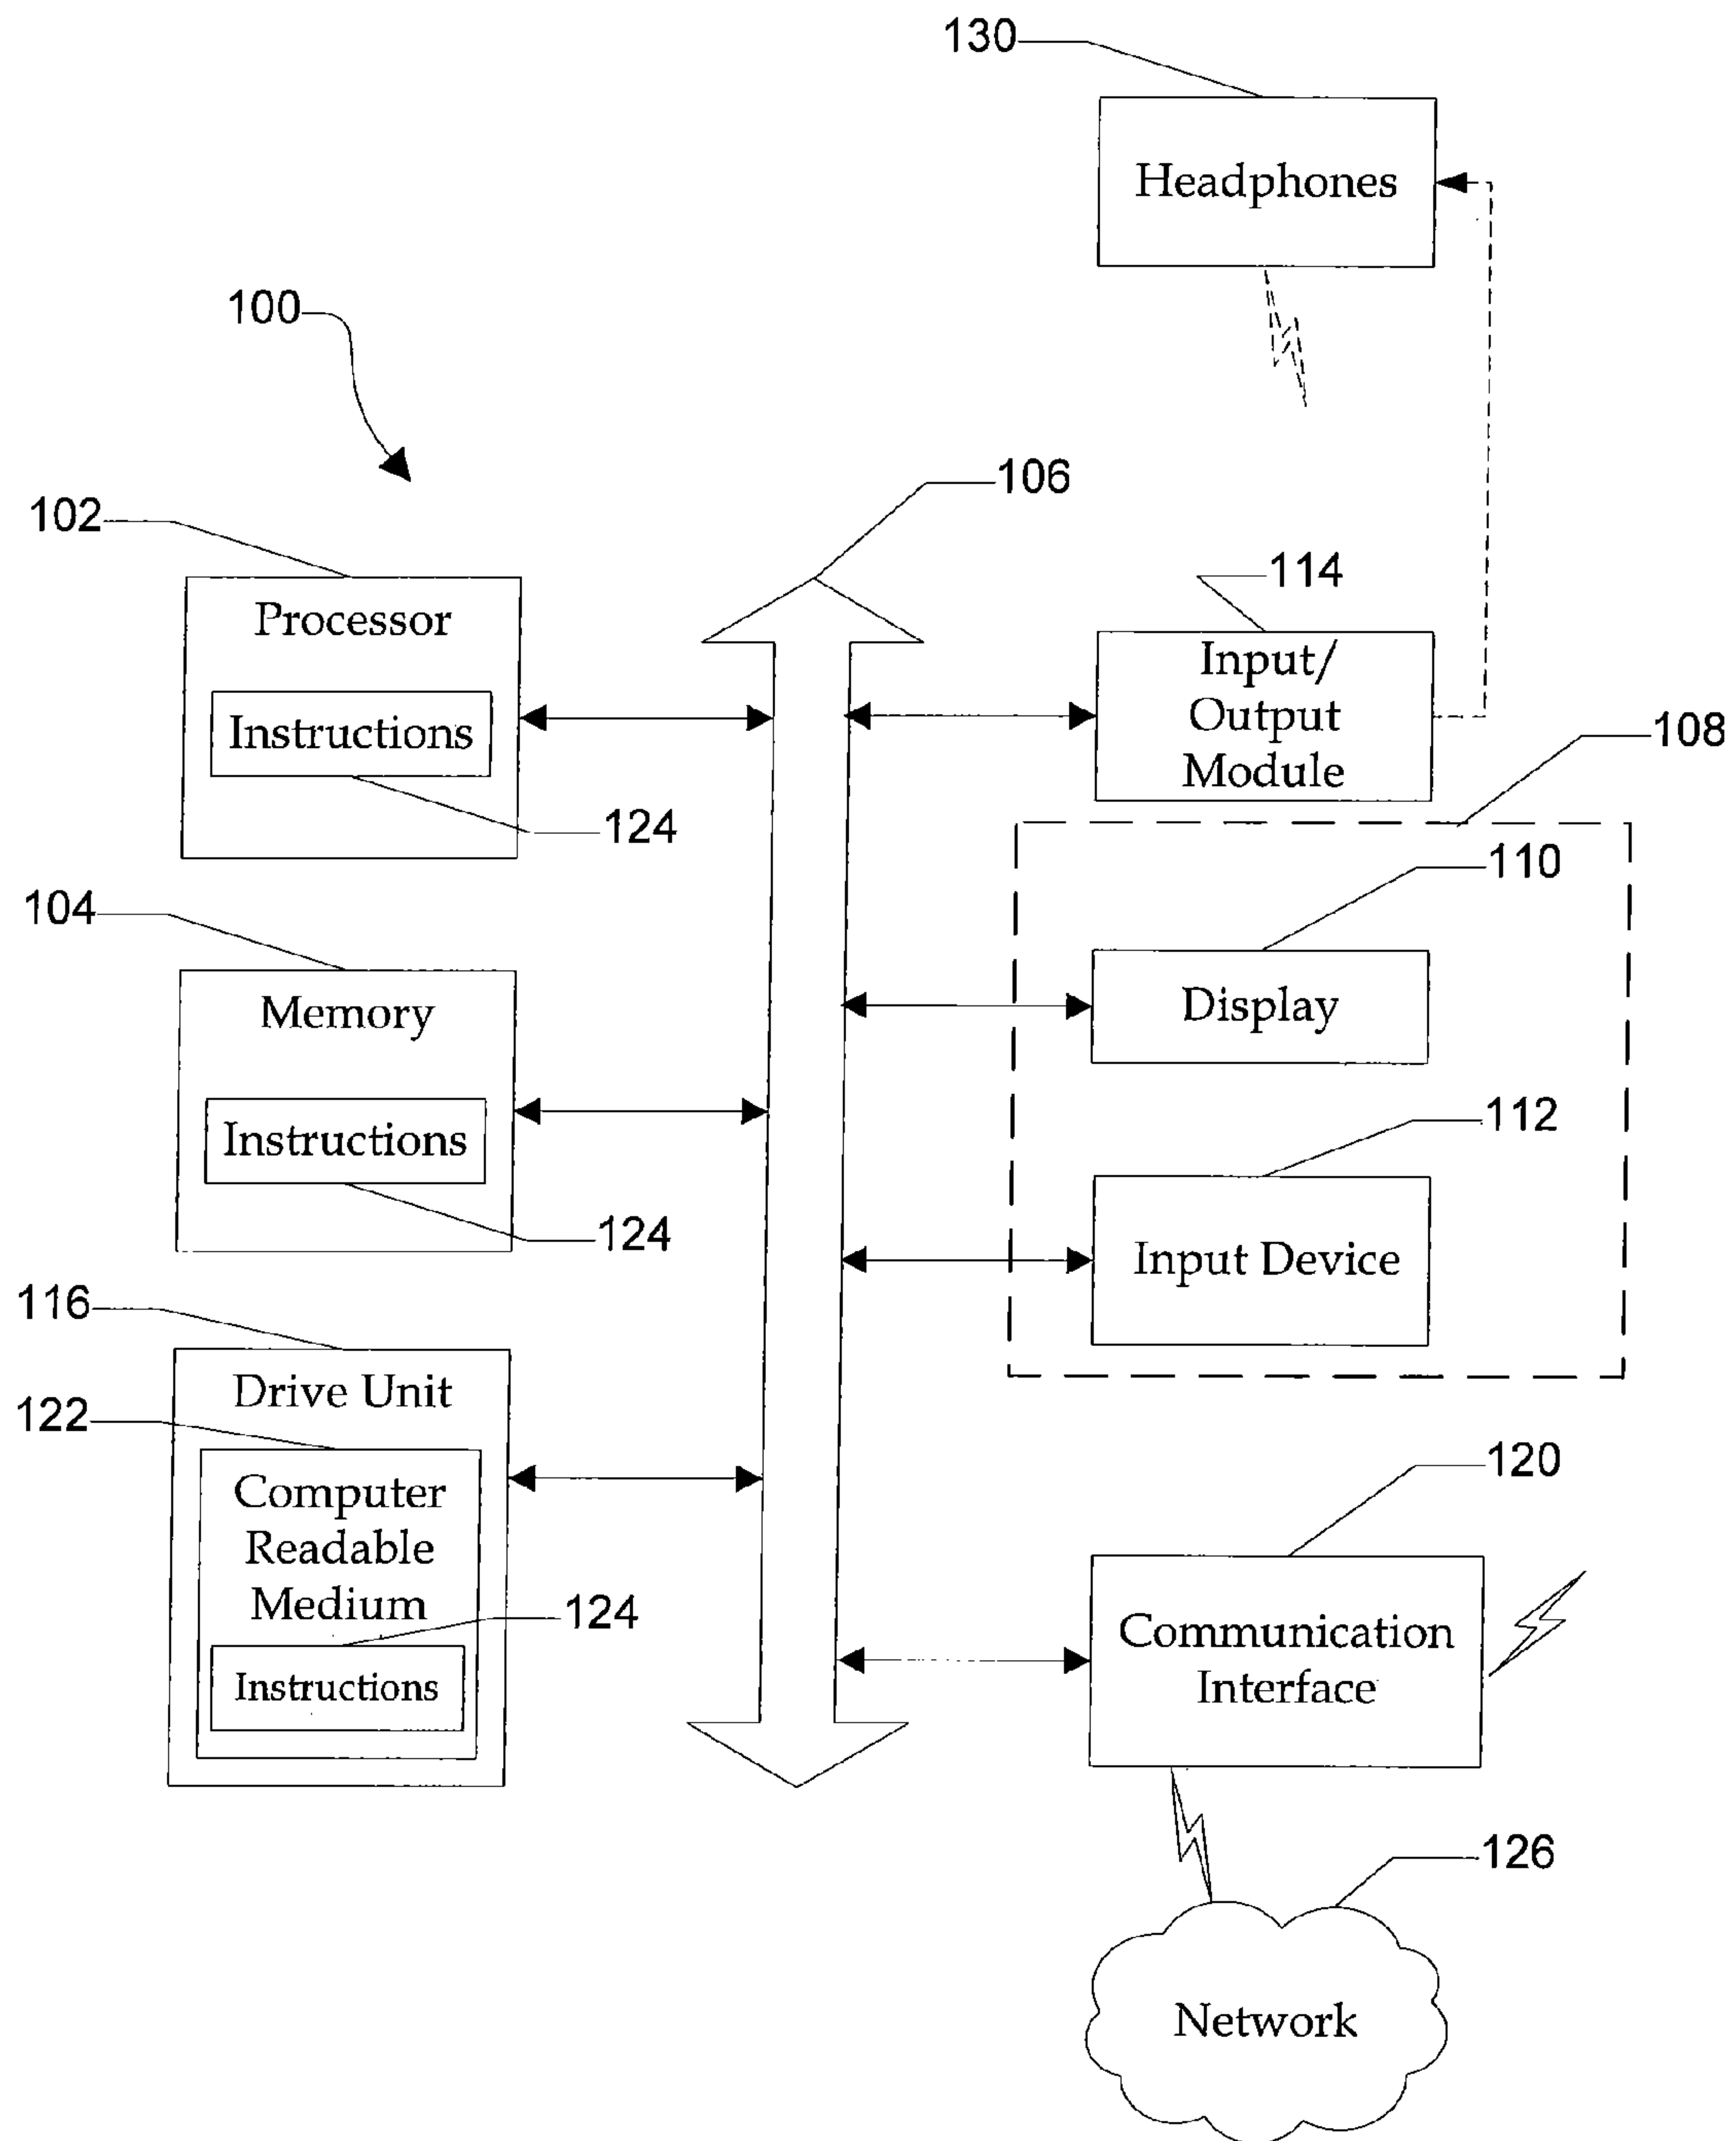 130
Headphones
100
106
102
Processor
Instructions
124
114
Input/
Output
Module
108
104
Memory
Instructions
124
110
Display
112
Input Device
116
Drive Unit
122
Computer
Readable
Medium
124
Instructions
120
Communication
Interface
126
Network